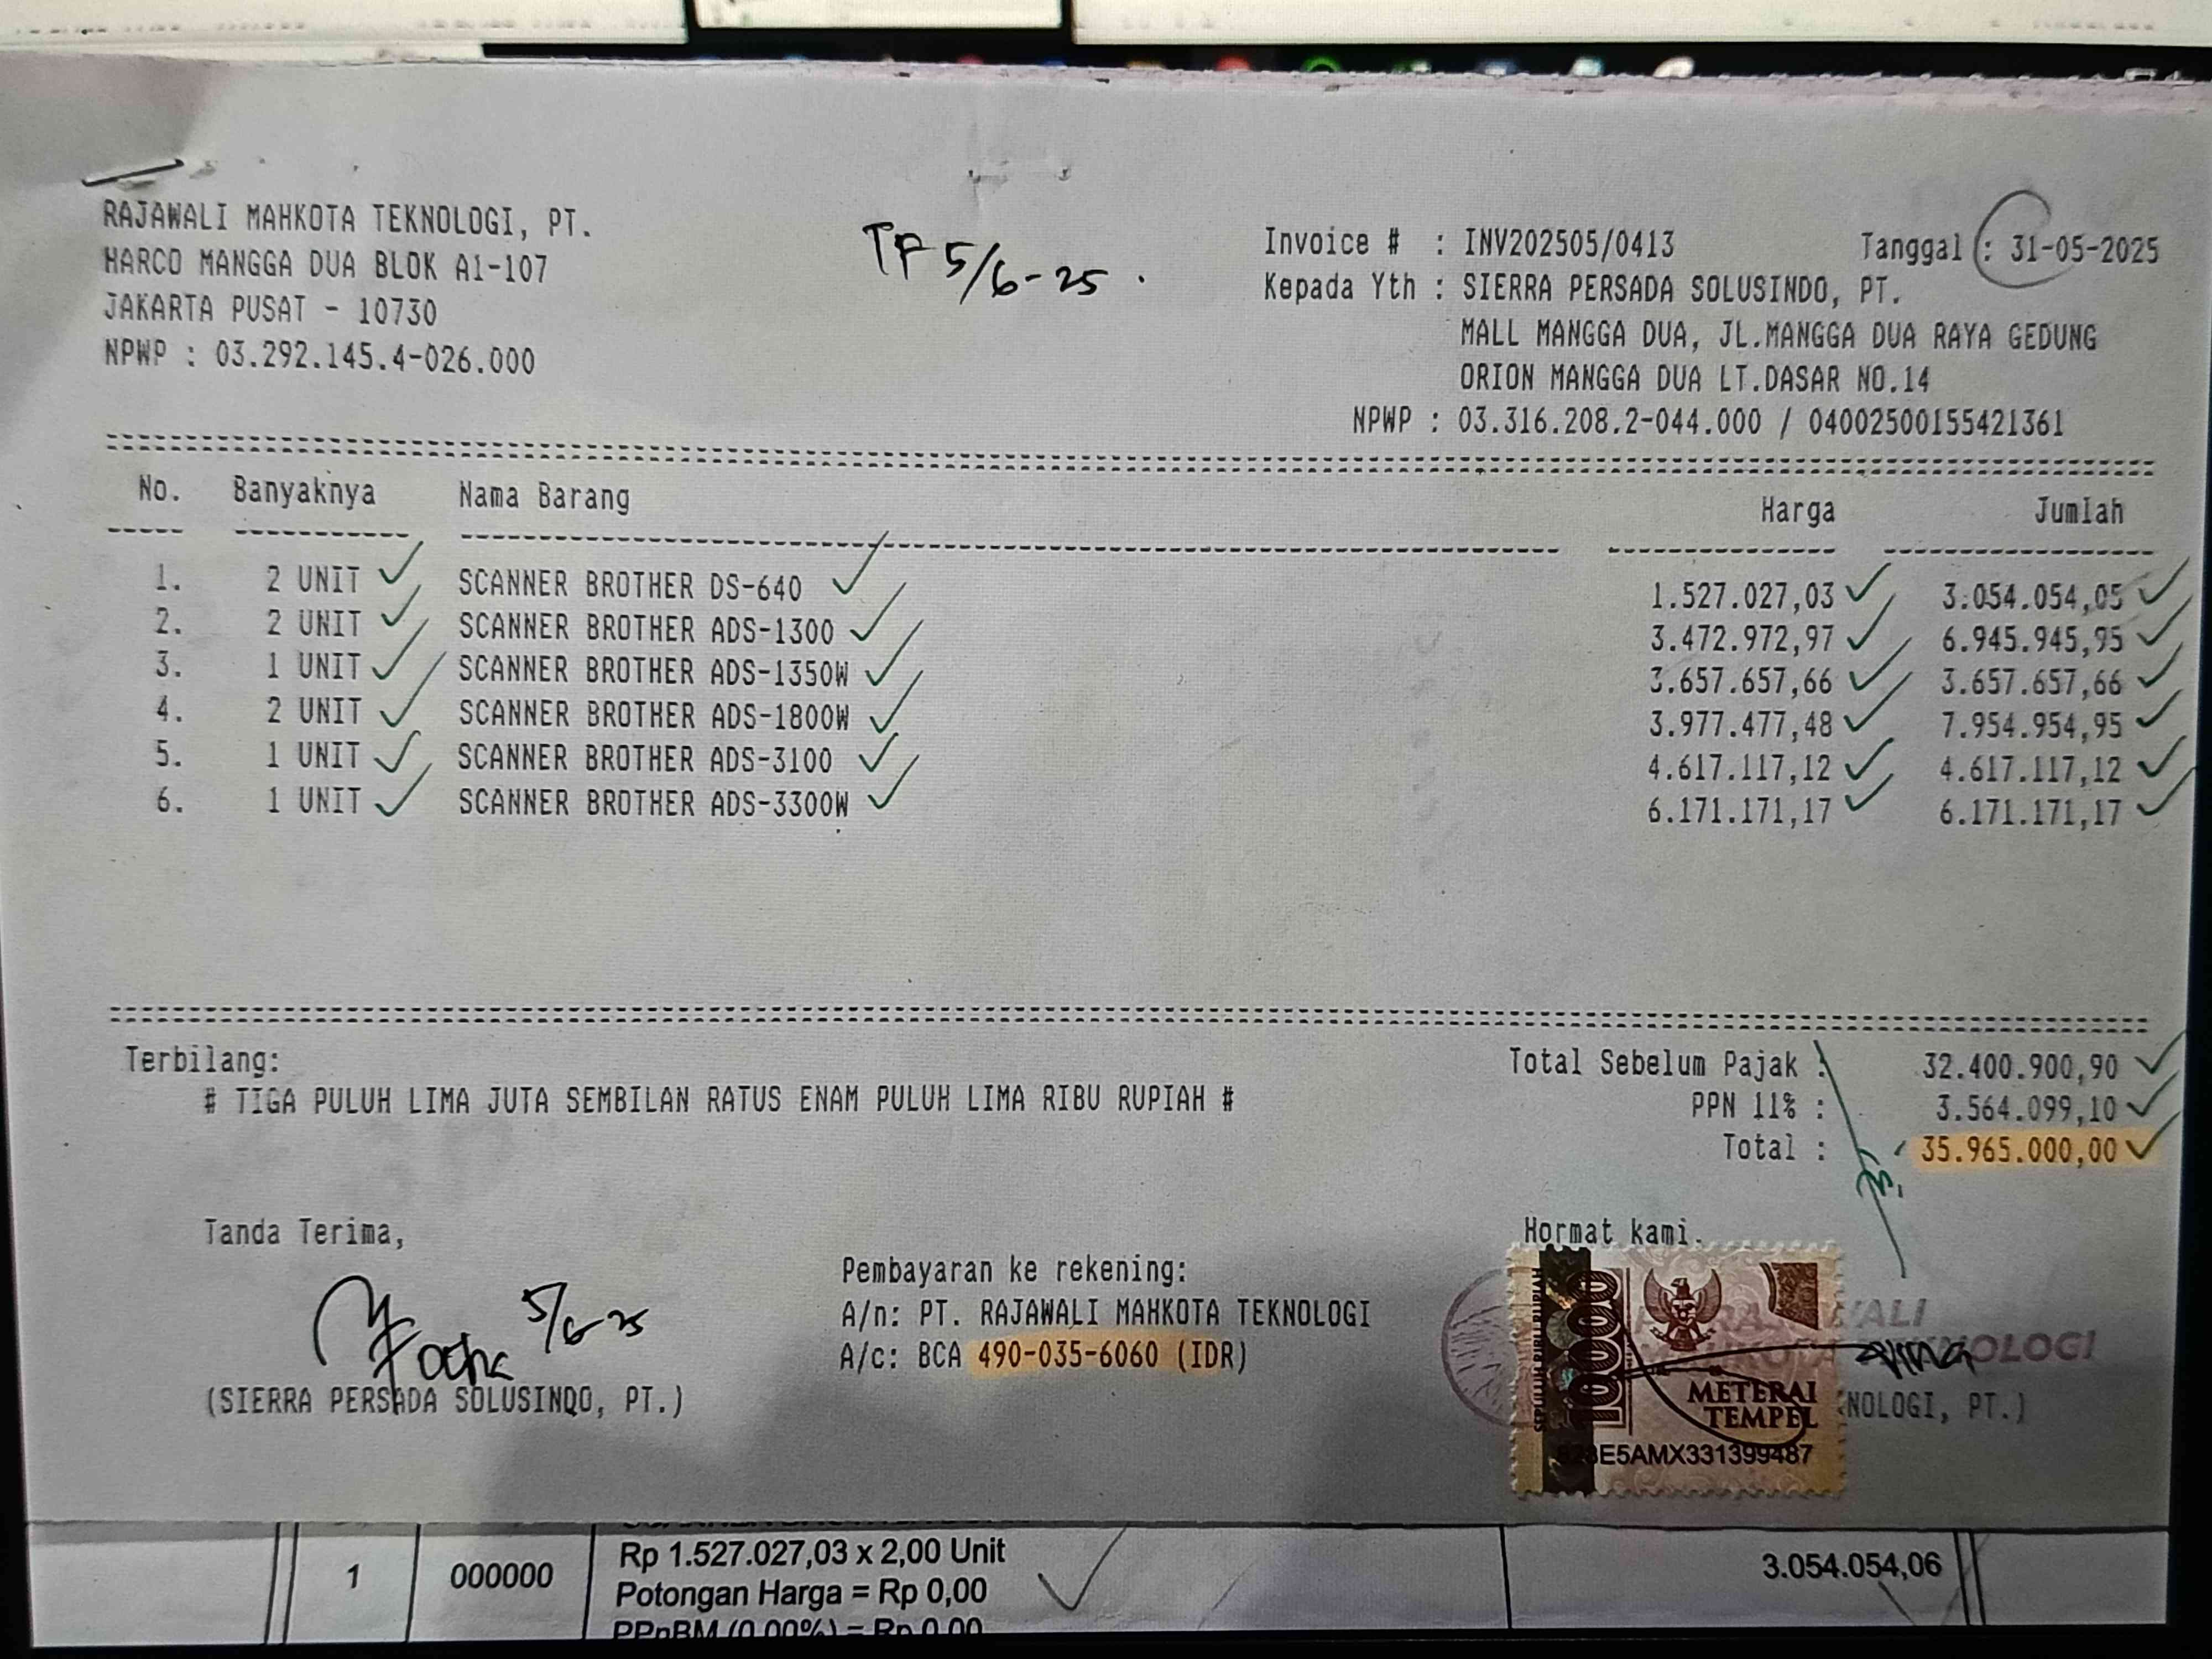 RAJAWALI MAHKOTA TEKNOLOGI, PT.
HARCO MANGGA DUA BLOK A1-107
JAKARTA PUSAT - 10730
NPWP : 03.292.145.4-026.000
TF 5/6-25 .
Invoice # : INV202505/0413 Tanggal : 31-05-2025
Kepada Yth : SIERRA PERSADA SOLUSINDO, PT.
MALL MANGGA DUA, JL.MANGGA DUA RAYA GEDUNG
ORION MANGGA DUA LT.DASAR NO.14
NPWP : 03.316.208.2-044.000 / 04002500155421361
No. Banyaknya Nama Barang Harga Jumlah
1. 2 UNIT SCANNER BROTHER DS-640 1.527.027,03 3.054.054,05
2. 2 UNIT SCANNER BROTHER ADS-1300 3.472.972,97 6.945.945,95
3. 1 UNIT SCANNER BROTHER ADS-1350W 3.657.657,66 3.657.657,66
4. 2 UNIT SCANNER BROTHER ADS-1800W 3.977.477,48 7.954.954,95
5. 1 UNIT SCANNER BROTHER ADS-3100 4.617.117,12 4.617.117,12
6. 1 UNIT SCANNER BROTHER ADS-3300W 6.171.171,17 6.171.171,17
Terbilang:
# TIGA PULUH LIMA JUTA SEMBILAN RATUS ENAM PULUH LIMA RIBU RUPIAH #
Total Sebelum Pajak : 32.400.900,90
PPN 11% : 3.564.099,10
Total : 35.965.000,00
Tanda Terima,
5/6-25
(SIERRA PERSADA SOLUSINDO, PT.)
Pembayaran ke rekening:
A/n: PT. RAJAWALI MAHKOTA TEKNOLOGI
A/c: BCA 490-035-6060 (IDR)
Hormat kami.
10000
METERAI
TEMPEL
E5AMX331399487
NOLOGI, PT.)
1 000000 Rp 1.527.027,03 x 2,00 Unit 3.054.054,06
Potongan Harga = Rp 0,00
PPnBM (0,00%) = Rp 0,00